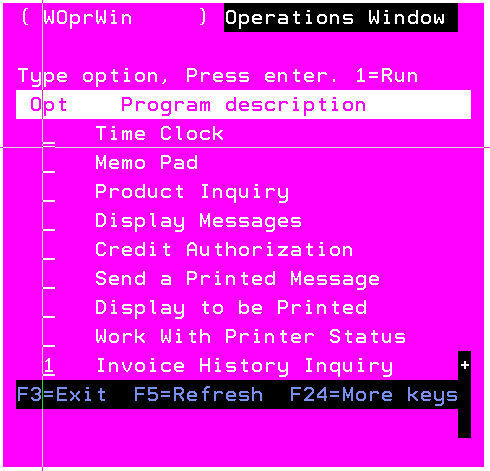 ( WOprWin ) Operations Window
Type option, Press enter. 1=Run
Opt Program description
_ Time Clock
_ Memo Pad
_ Product Inquiry
_ Display Messages
_ Credit Authorization
_ Send a Printed Message
_ Display to be Printed
_ Work With Printer Status
1 Invoice History Inquiry +
F3=Exit F5=Refresh F24=More keys